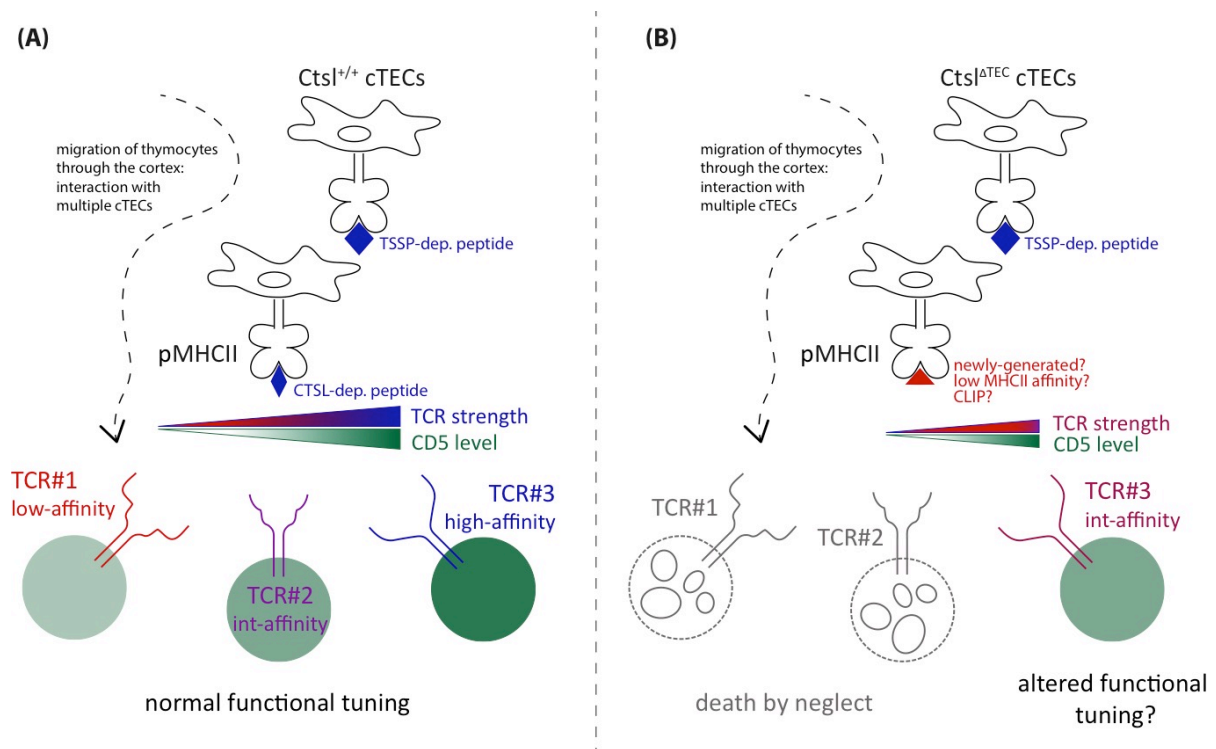 (A)
Ctsl+/+ cTECs
migration of thymocytes
through the cortex:
interaction with
multiple cTECs
TSSP-dep. peptide
pMHCII
CTSL-dep. peptide
TCR strength
CD5 level
TCR#1
low-affinity
TCR#2
int-affinity
TCR#3
high-affinity
normal functional tuning
(B)
CtslΔTEC cTECs
migration of thymocytes
through the cortex:
interaction with
multiple cTECs
TSSP-dep. peptide
pMHCII
newly-generated?
low MHCII affinity?
CLIP?
TCR strength
CD5 level
TCR#1
TCR#2
TCR#3
int-affinity
death by neglect
altered functional
tuning?